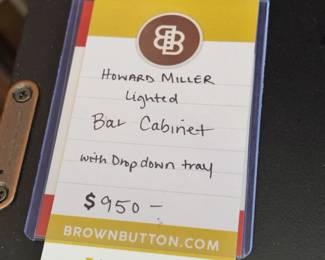 HOWARD MILLER
Lighted
Bar Cabinet
with Drop down tray
$950-
BROWNBUTTON.COM